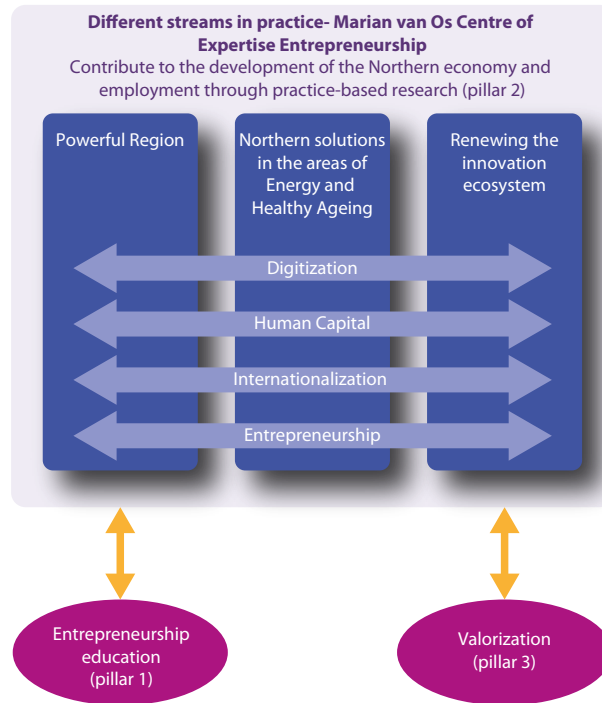 Different streams in practice- Marian van Os Centre of
Expertise Entrepreneurship
Contribute to the development of the Northern economy and
employment through practice-based research (pillar 2)
Powerful Region
Northern solutions
in the areas of
Energy and
Healthy Ageing
Renewing the
innovation
ecosystem
Digitization
Human Capital
Internationalization
Entrepreneurship
Entrepreneurship
education
(pillar 1)
Valorization
(pillar 3)